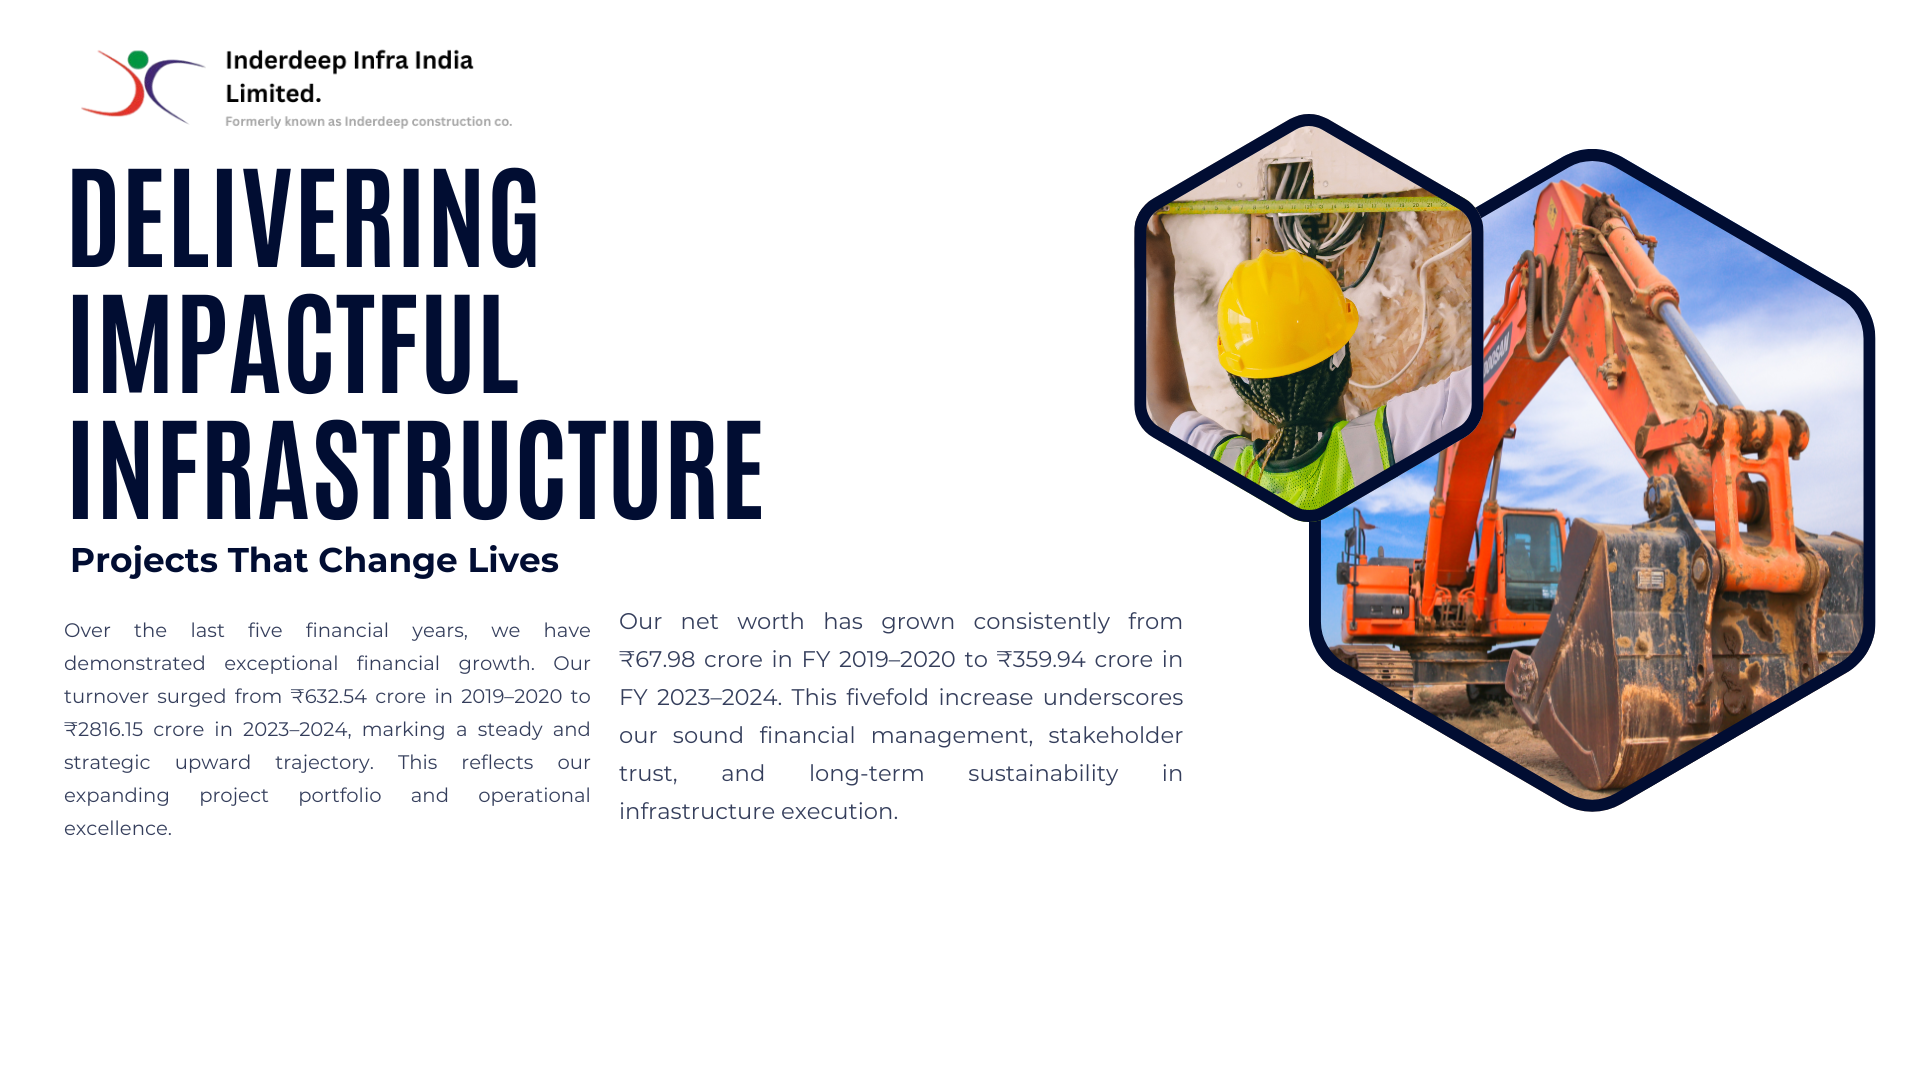 Inderdeep Infra India
Limited.
Formerly known as Inderdeep construction co.
DELIVERING
IMPACTFUL
INFRASTRUCTURE
Projects That Change Lives
Over the last five financial years, we have
demonstrated exceptional financial growth. Our
turnover surged from ₹632.54 crore in 2019–2020 to
₹2816.15 crore in 2023–2024, marking a steady and
strategic upward trajectory. This reflects our
expanding project portfolio and operational
excellence.
Our net worth has grown consistently from
₹67.98 crore in FY 2019–2020 to ₹359.94 crore in
FY 2023–2024. This fivefold increase underscores
our sound financial management, stakeholder
trust, and long-term sustainability in
infrastructure execution.
DOOSAN